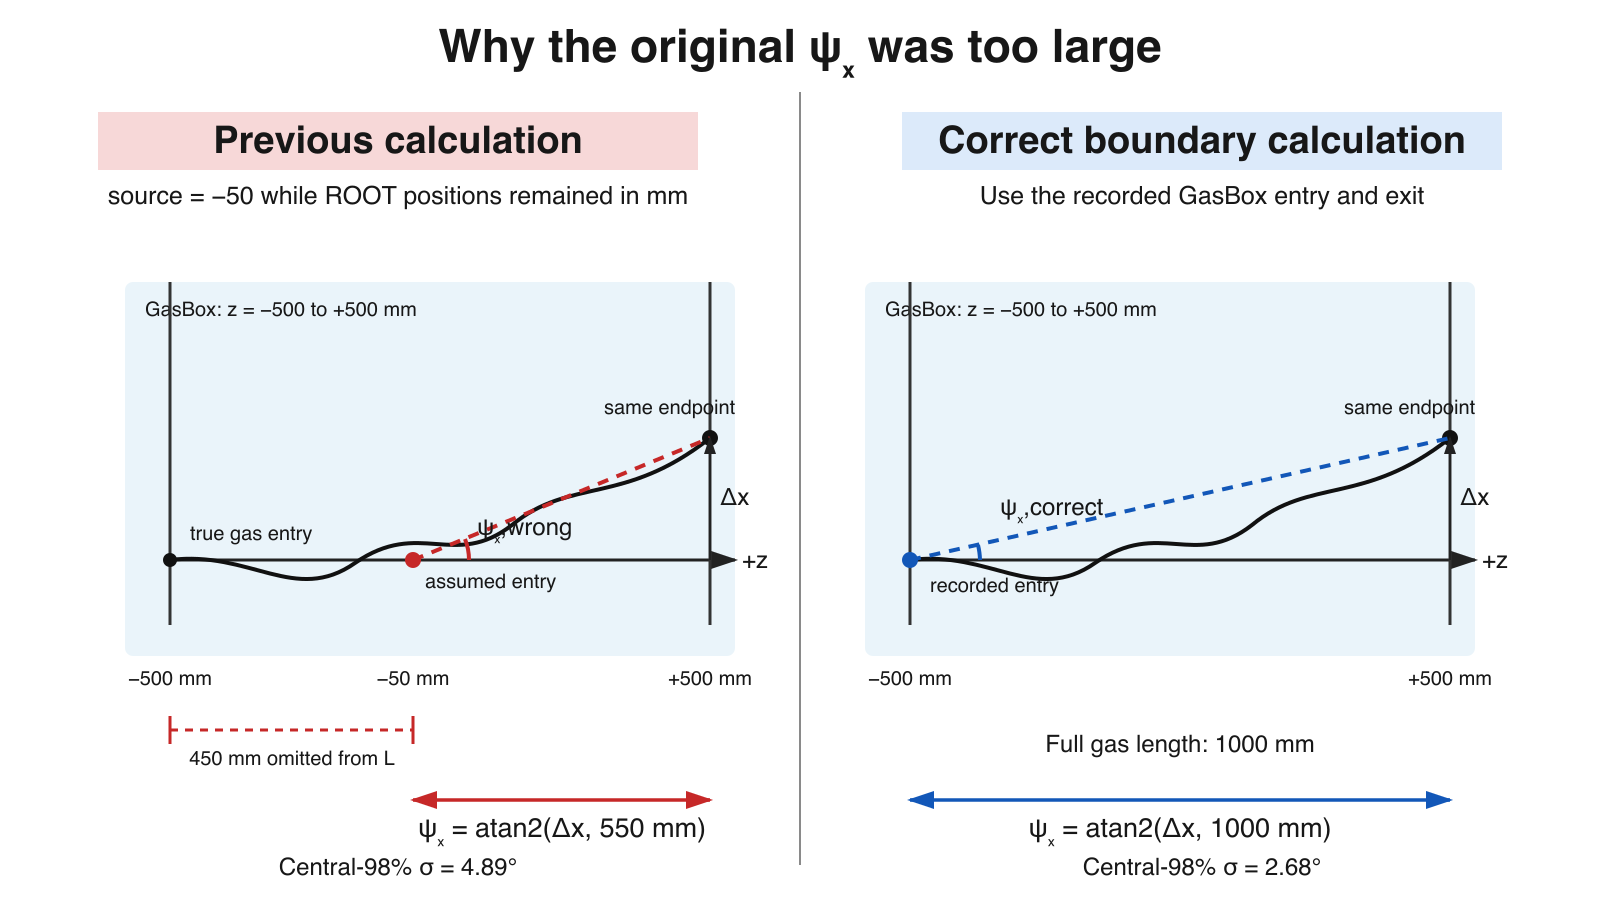 Why the original ψₓ was too large
Previous calculation
source = −50 while ROOT positions remained in mm
GasBox: z = −500 to +500 mm
same endpoint
Δx
ψₓ,wrong
true gas entry
+z
assumed entry
−500 mm
−50 mm
+500 mm
450 mm omitted from L
ψₓ = atan2(Δx, 550 mm)
Central-98% σ = 4.89°
Correct boundary calculation
Use the recorded GasBox entry and exit
GasBox: z = −500 to +500 mm
same endpoint
Δx
ψₓ,correct
+z
recorded entry
−500 mm
+500 mm
Full gas length: 1000 mm
ψₓ = atan2(Δx, 1000 mm)
Central-98% σ = 2.68°